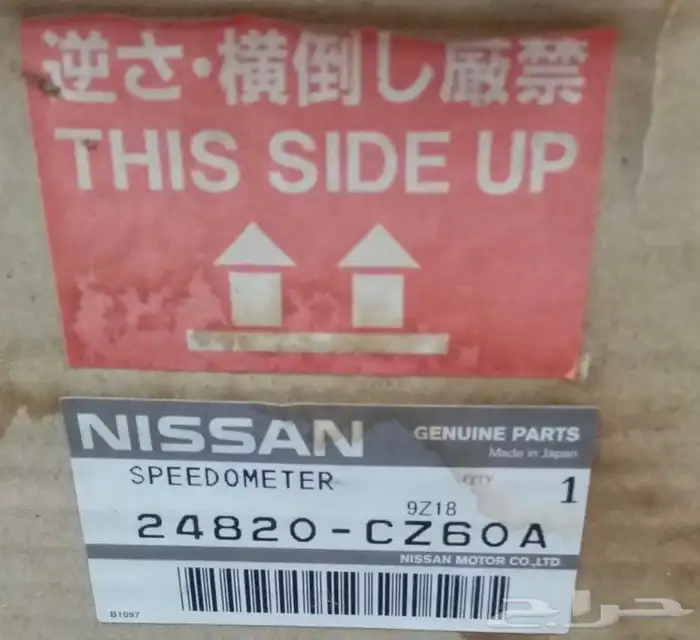 逆さ・横倒し厳禁
THIS SIDE UP
NISSAN GENUINE PARTS
Made in Japan
SPEEDOMETER QTY 1
9Z18
24820-CZ60A
NISSAN MOTOR CO.,LTD
B1097
حراج